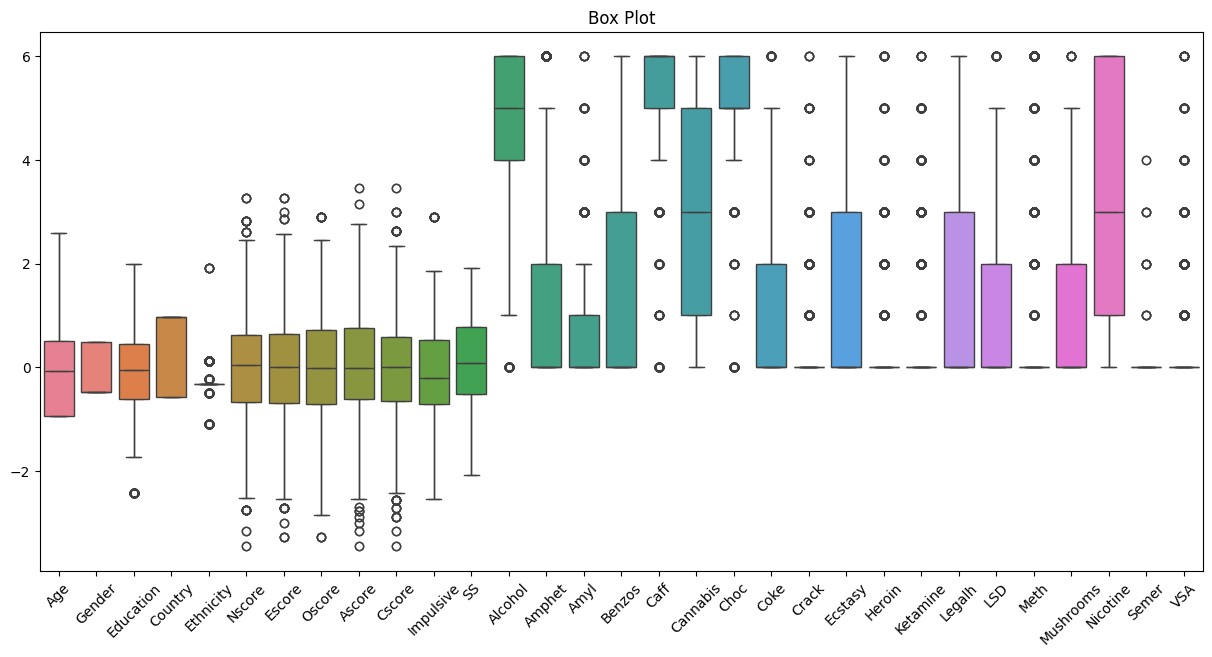 Box Plot
6
4
2
0
−2
Age Gender Education Country Ethnicity Nscore Escore Oscore Ascore Cscore Impulsive SS Alcohol Amphet Amyl Benzos Caff Cannabis Choc Coke Crack Ecstasy Heroin Ketamine Legalh LSD Meth Mushrooms Nicotine Semer VSA